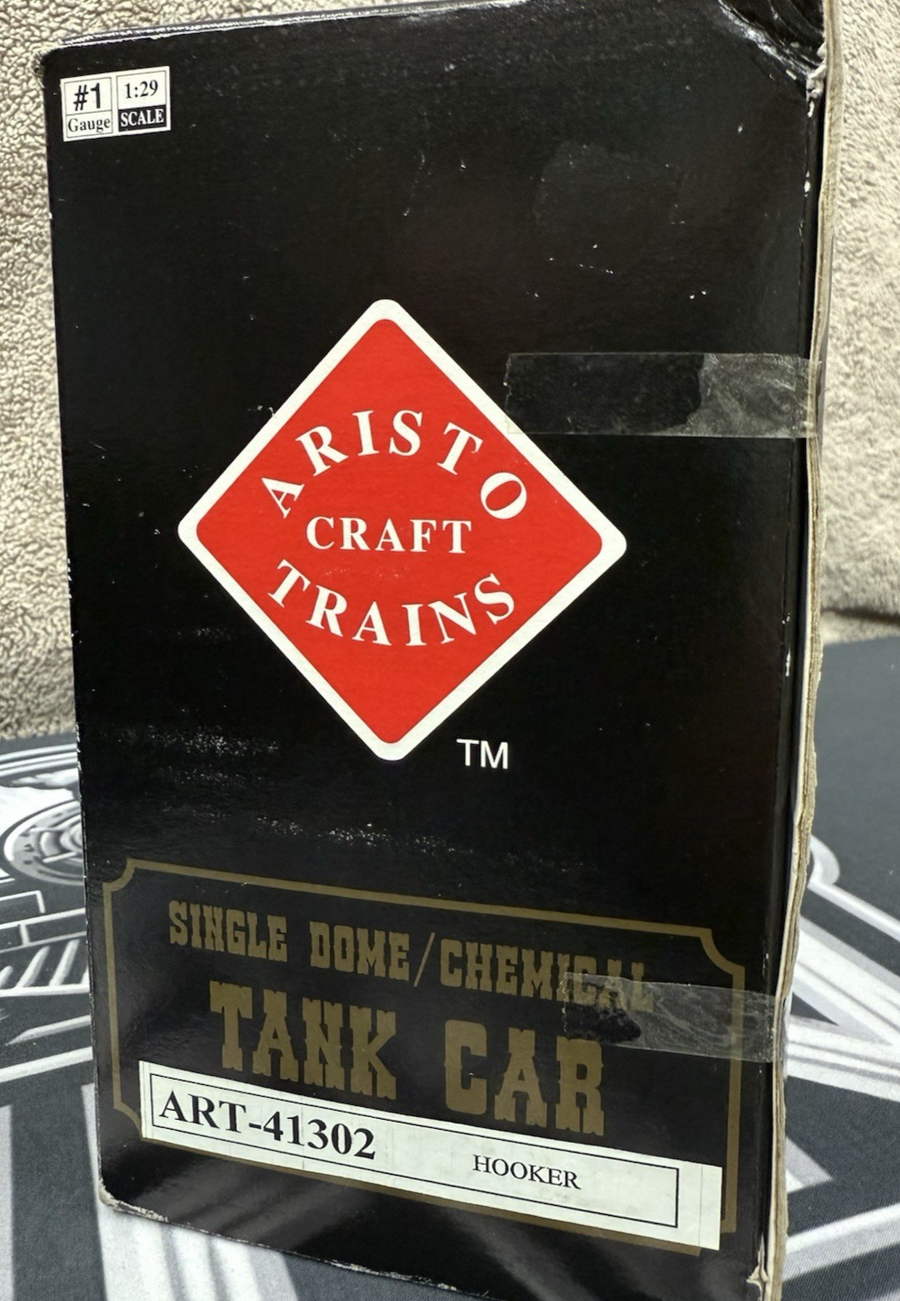 #1 1:29
Gauge SCALE
ARISTO
CRAFT
TRAINS
TM
SINGLE DOME/CHEMICAL
TANK CAR
ART-41302 HOOKER